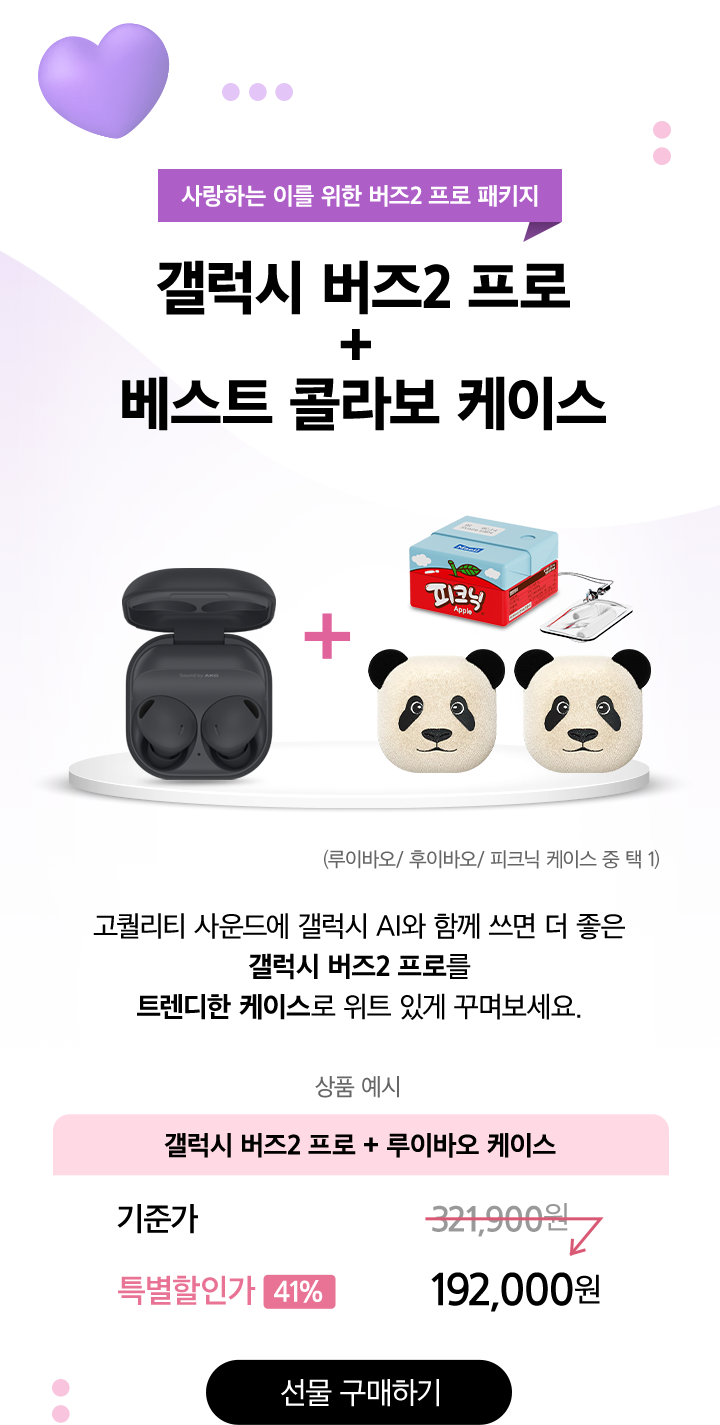 사랑하는 이를 위한 버즈2 프로 패키지
갤럭시 버즈2 프로
+
베스트 콜라보 케이스
피크닉
Apple
+
Sound by AKG
(루이바오/ 후이바오/ 피크닉 케이스 중 택 1)
고퀄리티 사운드에 갤럭시 AI와 함께 쓰면 더 좋은
갤럭시 버즈2 프로를
트렌디한 케이스로 위트 있게 꾸며보세요.
상품 예시
갤럭시 버즈2 프로 + 루이바오 케이스
기준가 321,900원
특별할인가 41% 192,000원
선물 구매하기